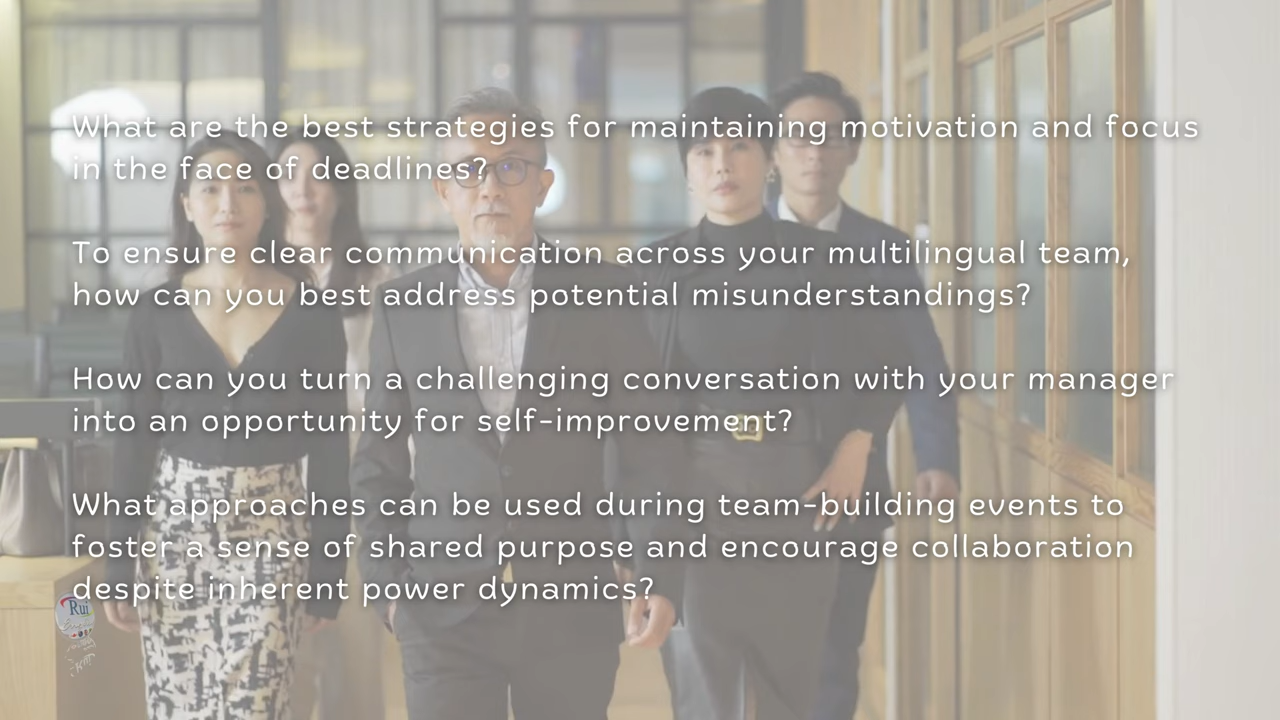 What are the best strategies for maintaining motivation and focus
in the face of deadlines?
To ensure clear communication across your multilingual team,
how can you best address potential misunderstandings?
How can you turn a challenging conversation with your manager
into an opportunity for self-improvement?
What approaches can be used during team-building events to
foster a sense of shared purpose and encourage collaboration
despite inherent power dynamics?
Rui